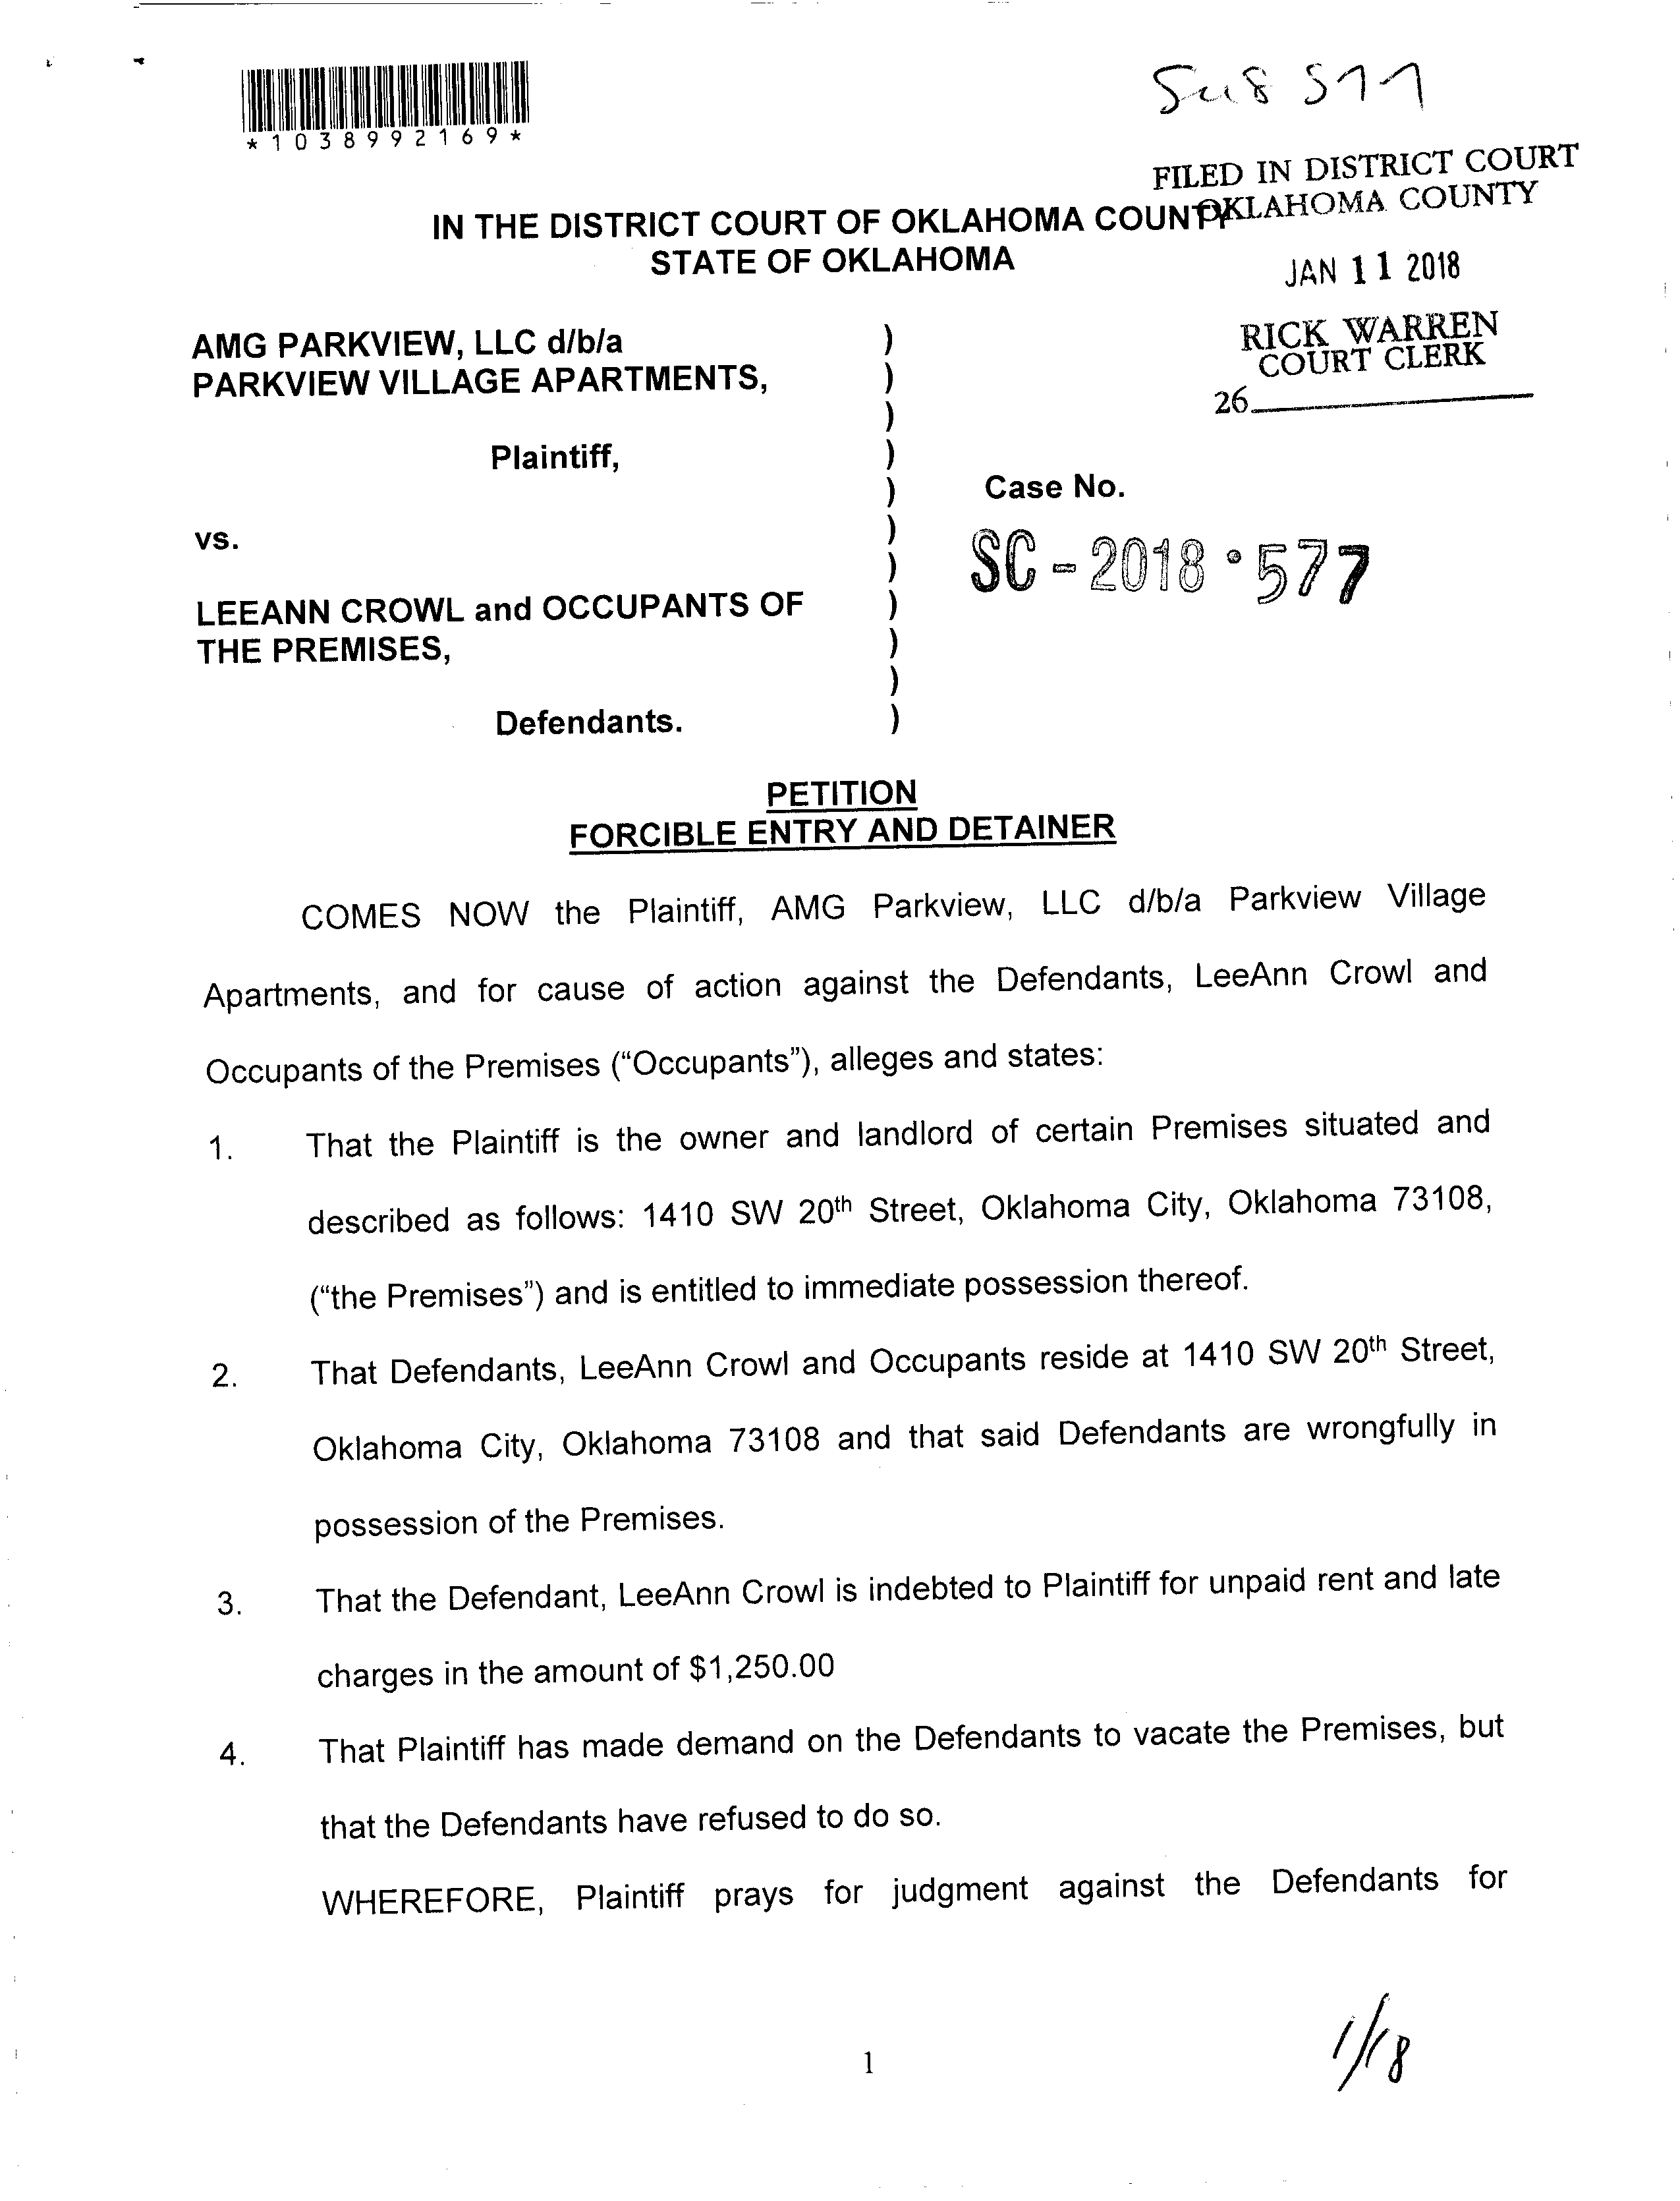 *1038992169*
FILED IN DISTRICT COURT
OKLAHOMA COUNTY
IN THE DISTRICT COURT OF OKLAHOMA COUNTY
STATE OF OKLAHOMA
JAN 11 2018
RICK WARREN
COURT CLERK
26
AMG PARKVIEW, LLC d/b/a )
PARKVIEW VILLAGE APARTMENTS, )
)
Plaintiff, )
) Case No.
vs. )
SC - 2018 • 577
)
LEEANN CROWL and OCCUPANTS OF )
THE PREMISES, )
)
Defendants. )
PETITION
FORCIBLE ENTRY AND DETAINER
COMES NOW the Plaintiff, AMG Parkview, LLC d/b/a Parkview Village
Apartments, and for cause of action against the Defendants, LeeAnn Crowl and
Occupants of the Premises (“Occupants”), alleges and states:
1. That the Plaintiff is the owner and landlord of certain Premises situated and
described as follows: 1410 SW 20th Street, Oklahoma City, Oklahoma 73108,
(“the Premises”) and is entitled to immediate possession thereof.
2. That Defendants, LeeAnn Crowl and Occupants reside at 1410 SW 20th Street,
Oklahoma City, Oklahoma 73108 and that said Defendants are wrongfully in
possession of the Premises.
3. That the Defendant, LeeAnn Crowl is indebted to Plaintiff for unpaid rent and late
charges in the amount of $1,250.00
4. That Plaintiff has made demand on the Defendants to vacate the Premises, but
that the Defendants have refused to do so.
WHEREFORE, Plaintiff prays for judgment against the Defendants for
1
1/18